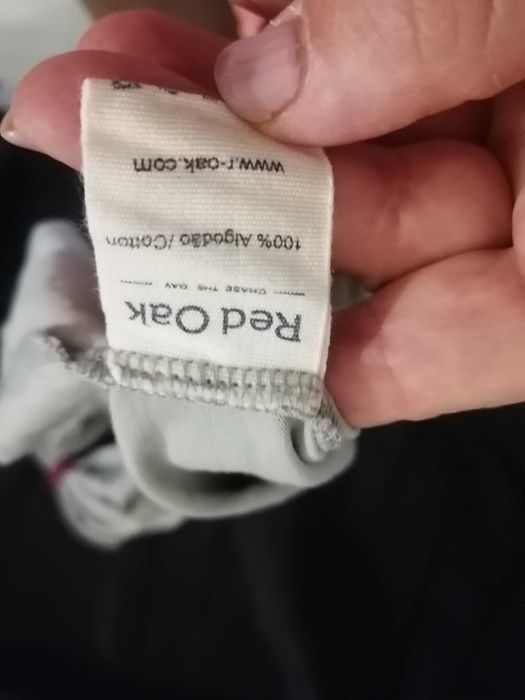 Red Oak
CHASE THE DAY
100% Algodão / Cotton
www.r-oak.com